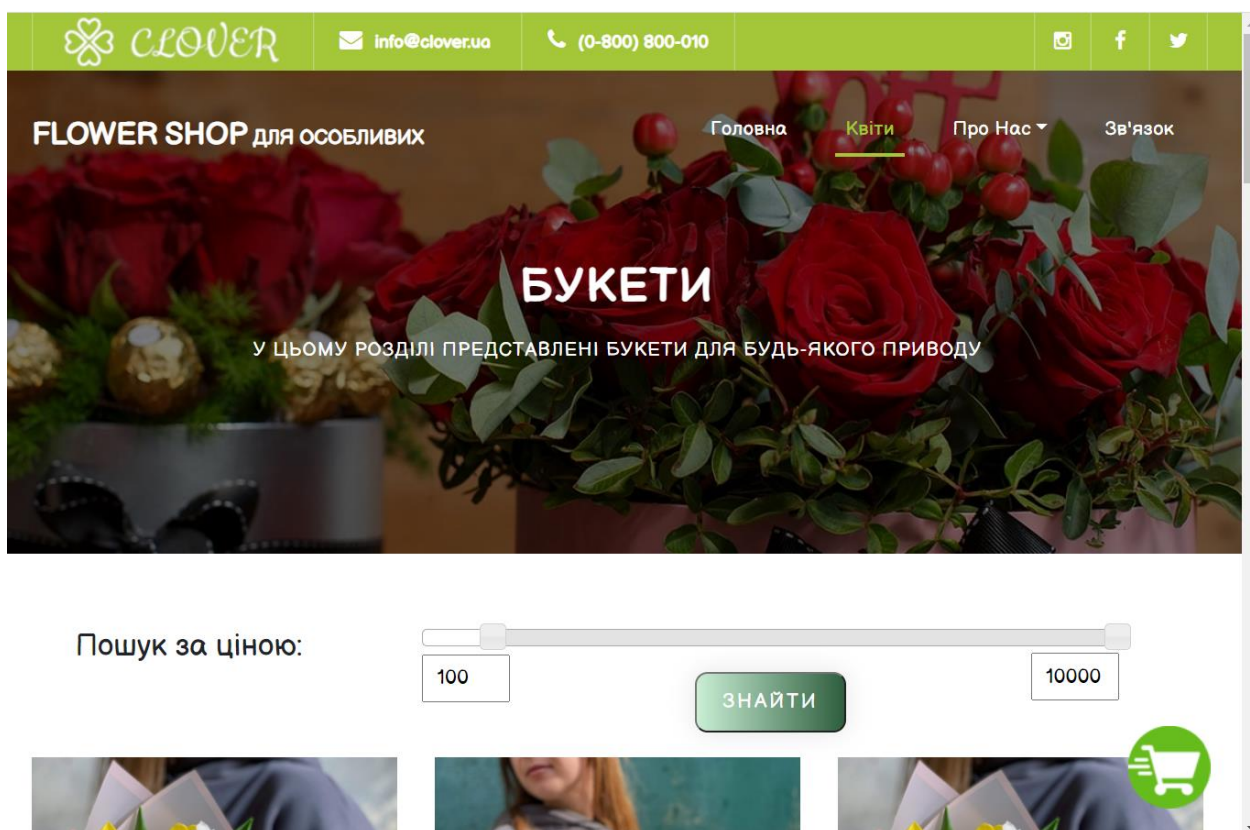 CLOVER
info@clover.ua
(0-800) 800-010
FLOWER SHOP ДЛЯ ОСОБЛИВИХ
Головна Квіти Про Нас Зв'язок
БУКЕТИ
У ЦЬОМУ РОЗДІЛІ ПРЕДСТАВЛЕНІ БУКЕТИ ДЛЯ БУДЬ-ЯКОГО ПРИВОДУ
Пошук за ціною:
100
10000
ЗНАЙТИ